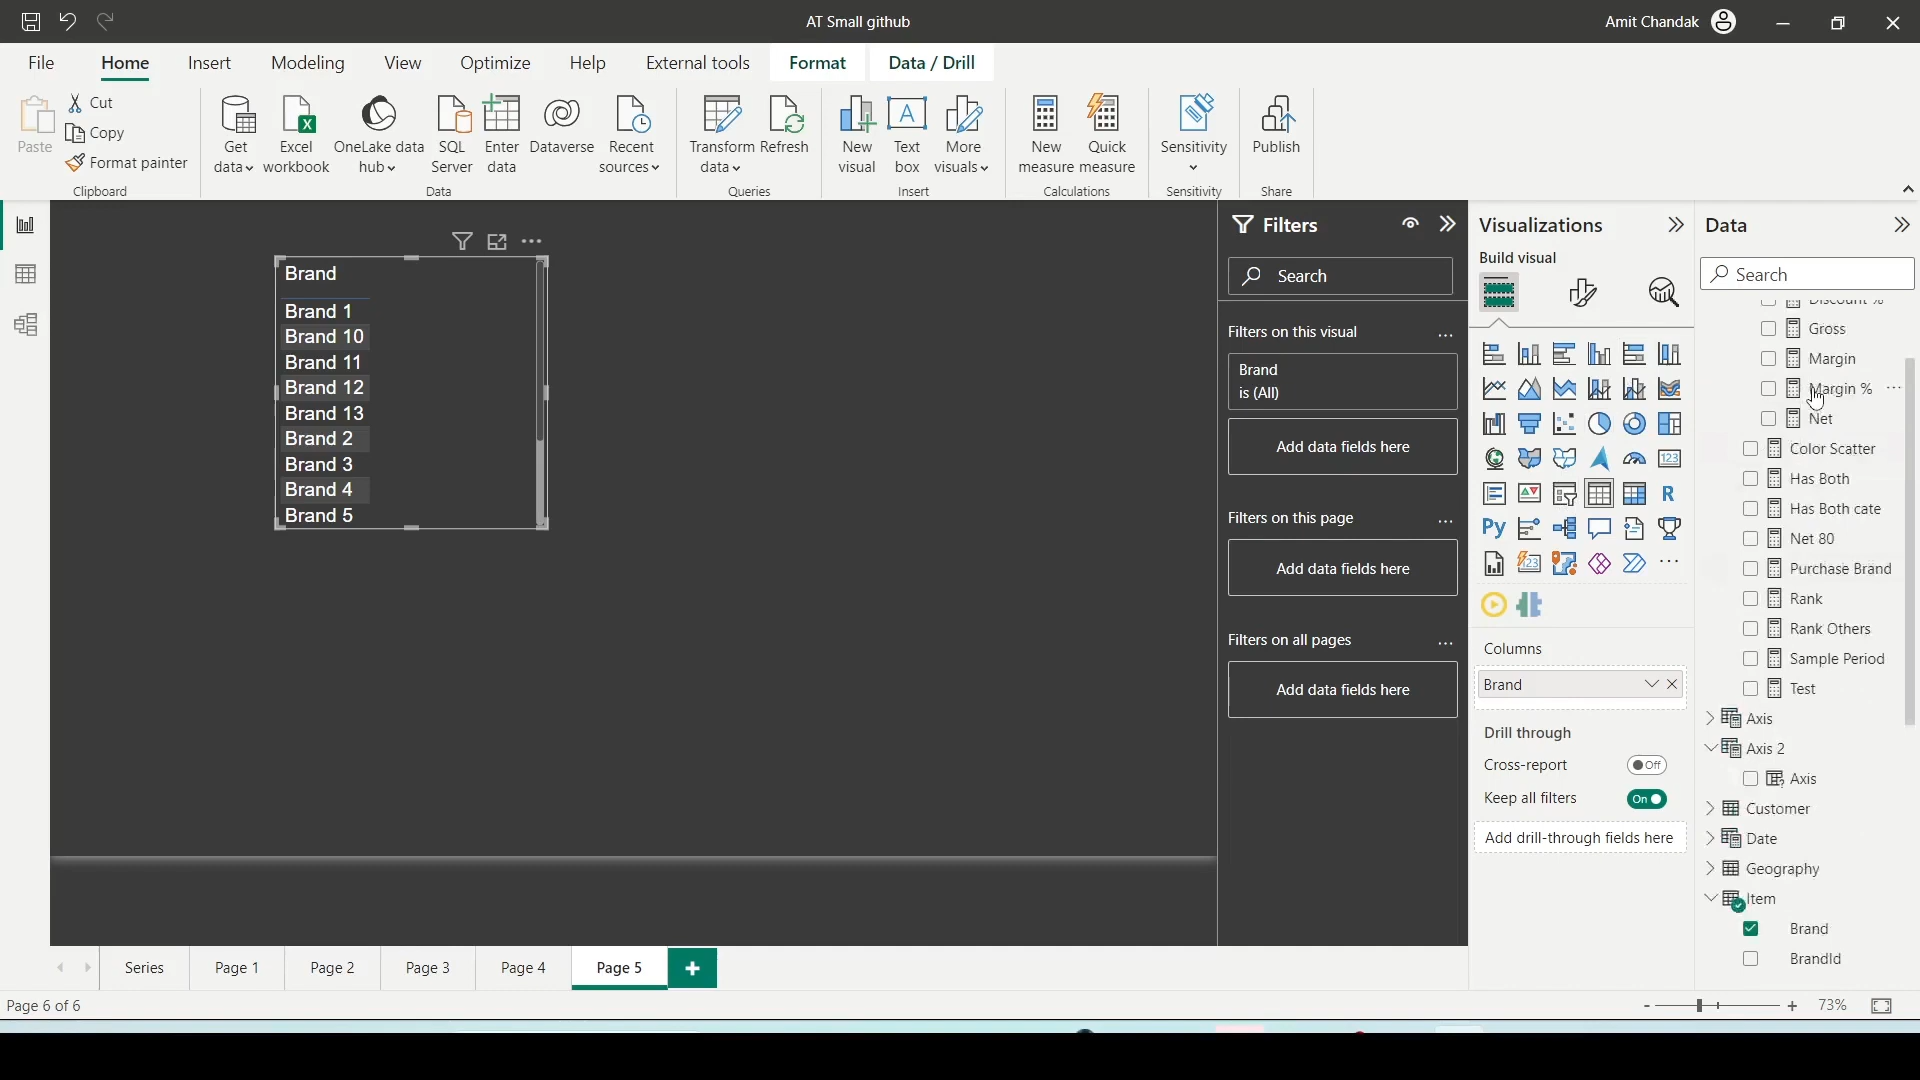 AT Small github
Amit Chandak
File
Home
Insert
Modeling
View
Optimize
Help
External tools
Format
Data / Drill
Paste
Cut
Copy
Format painter
Clipboard
Get data
Excel workbook
OneLake data hub
SQL Server
Enter data
Dataverse
Recent sources
Data
Transform data
Refresh
Queries
New visual
A
Text box
More visuals
Insert
New measure
Quick measure
Calculations
Sensitivity
Sensitivity
Publish
Share
Brand
Brand 1
Brand 10
Brand 11
Brand 12
Brand 13
Brand 2
Brand 3
Brand 4
Brand 5
Filters
Search
Filters on this visual
Brand
is (All)
Add data fields here
Filters on this page
Add data fields here
Filters on all pages
Add data fields here
Visualizations
Build visual
123
R
Py
123
Columns
Brand
Drill through
Cross-report
Off
Keep all filters
On
Add drill-through fields here
Data
Search
Discount %
Gross
Margin
Margin %
Net
Color Scatter
Has Both
Has Both cate
Net 80
Purchase Brand
Rank
Rank Others
Sample Period
Test
Axis
Axis 2
Axis
Customer
Date
Geography
Item
Brand
BrandId
Series
Page 1
Page 2
Page 3
Page 4
Page 5
Page 6 of 6
73%